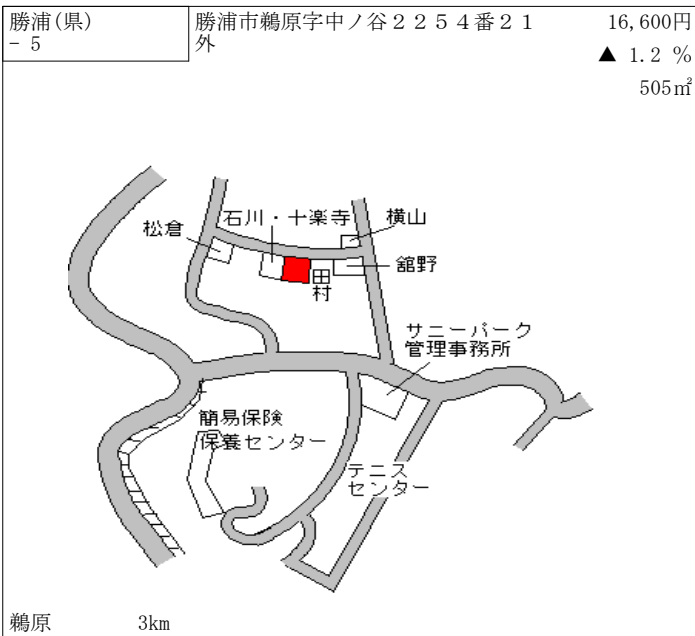 勝浦(県)
－ 5
勝浦市鵜原字中ノ谷２２５４番２１
外
16,600円
▲ 1.2 %
505㎡
石川・十楽寺
横山
松倉
舘野
田村
サニーパーク
管理事務所
簡易保険
保養センター
テニス
センター
鵜原 3km